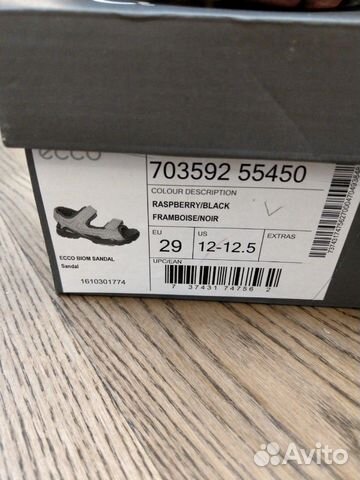 ecco
703592 55450
COLOUR DESCRIPTION
RASPBERRY/BLACK
FRAMBOISE/NOIR
EU
29
US
12-12.5
EXTRAS
ECCO BIOM SANDAL
Sandal
1610301774
UPC/EAN
7 37431 74756 2
Avito